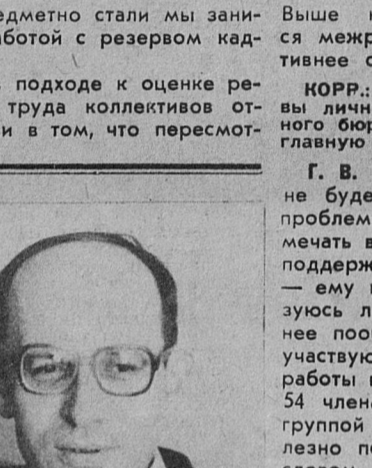 едметно стали мы зани-
аботой с резервом кад-
подходе к оценке ре-
труда коллективов от-
и в том, что пересмот-
Выше
ся межр
тивнее
КОРР.:
вы личн
ного бюр
главную
Г. В.
не буде
проблем
мечать в
поддерж
— ему
зуюсь л
нее поо
участвую
работы
54 член
группой
лезно п